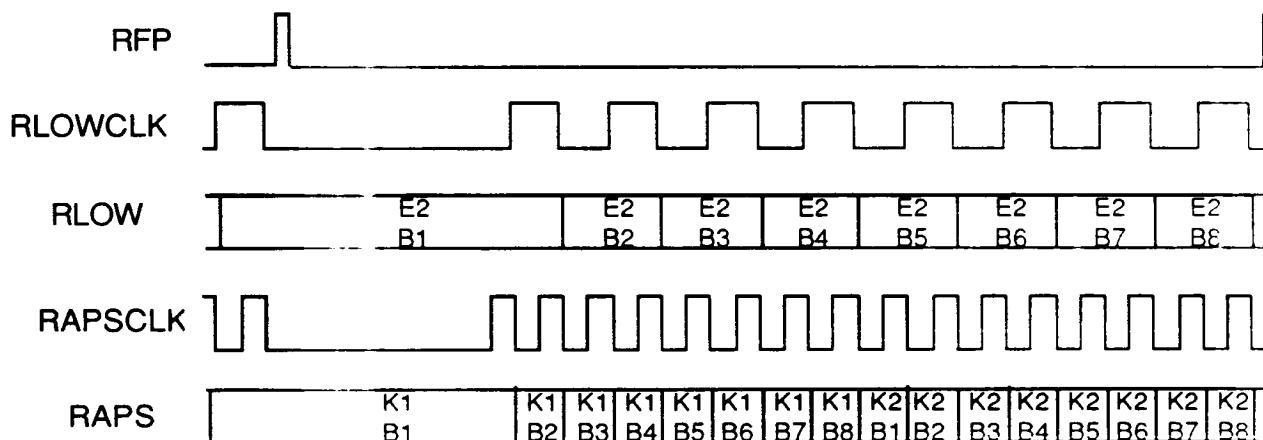 RFP
RLOWCLK
RLOW
E2 E2 E2 E2 E2 E2 E2 E2
B1 B2 B3 B4 B5 B6 B7 B8
RAPSCLK
RAPS
K1 K1 K1 K1 K1 K1 K1 K1 K2 K2 K2 K2 K2 K2 K2 K2
B1 B2 B3 B4 B5 B6 B7 B8 B1 B2 B3 B4 B5 B6 B7 B8